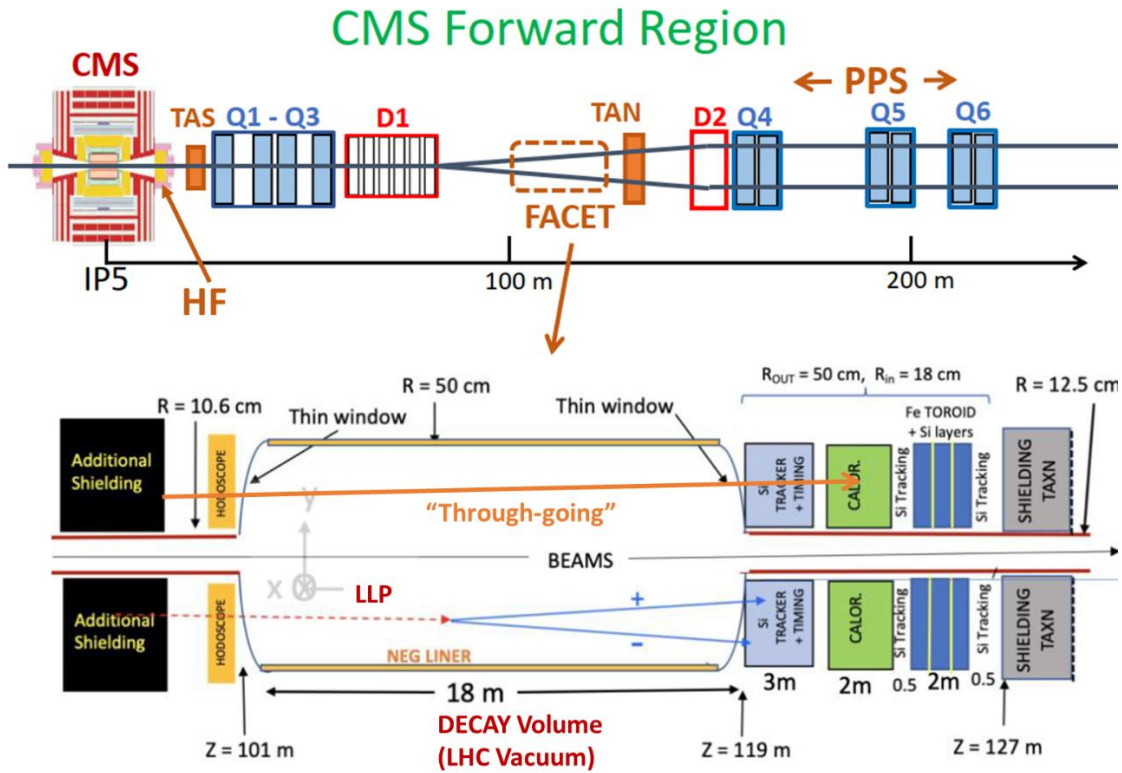 CMS Forward Region
CMS
TAS
Q1 - Q3
D1
TAN
D2
Q4
PPS
Q5
Q6
FACET
IP5
HF
100 m
200 m
R = 10.6 cm
Thin window
R = 50 cm
Thin window
R_OUT = 50 cm, R_in = 18 cm
R = 12.5 cm
Fe TOROID
+ Si layers
Additional
Shielding
HODOSCOPE
y
"Through-going"
Si
TRACKER
+ TIMING
CALOR.
Si Tracking
Si Tracking
SHIELDING
TAXN
BEAMS
x
LLP
+
-
Additional
Shielding
HODOSCOPE
NEG LINER
Si
TRACKER
+ TIMING
CALOR.
Si Tracking
Si Tracking
SHIELDING
TAXN
18 m
3m
2m
0.5
2m
0.5
DECAY Volume
(LHC Vacuum)
Z = 101 m
Z = 119 m
Z = 127 m